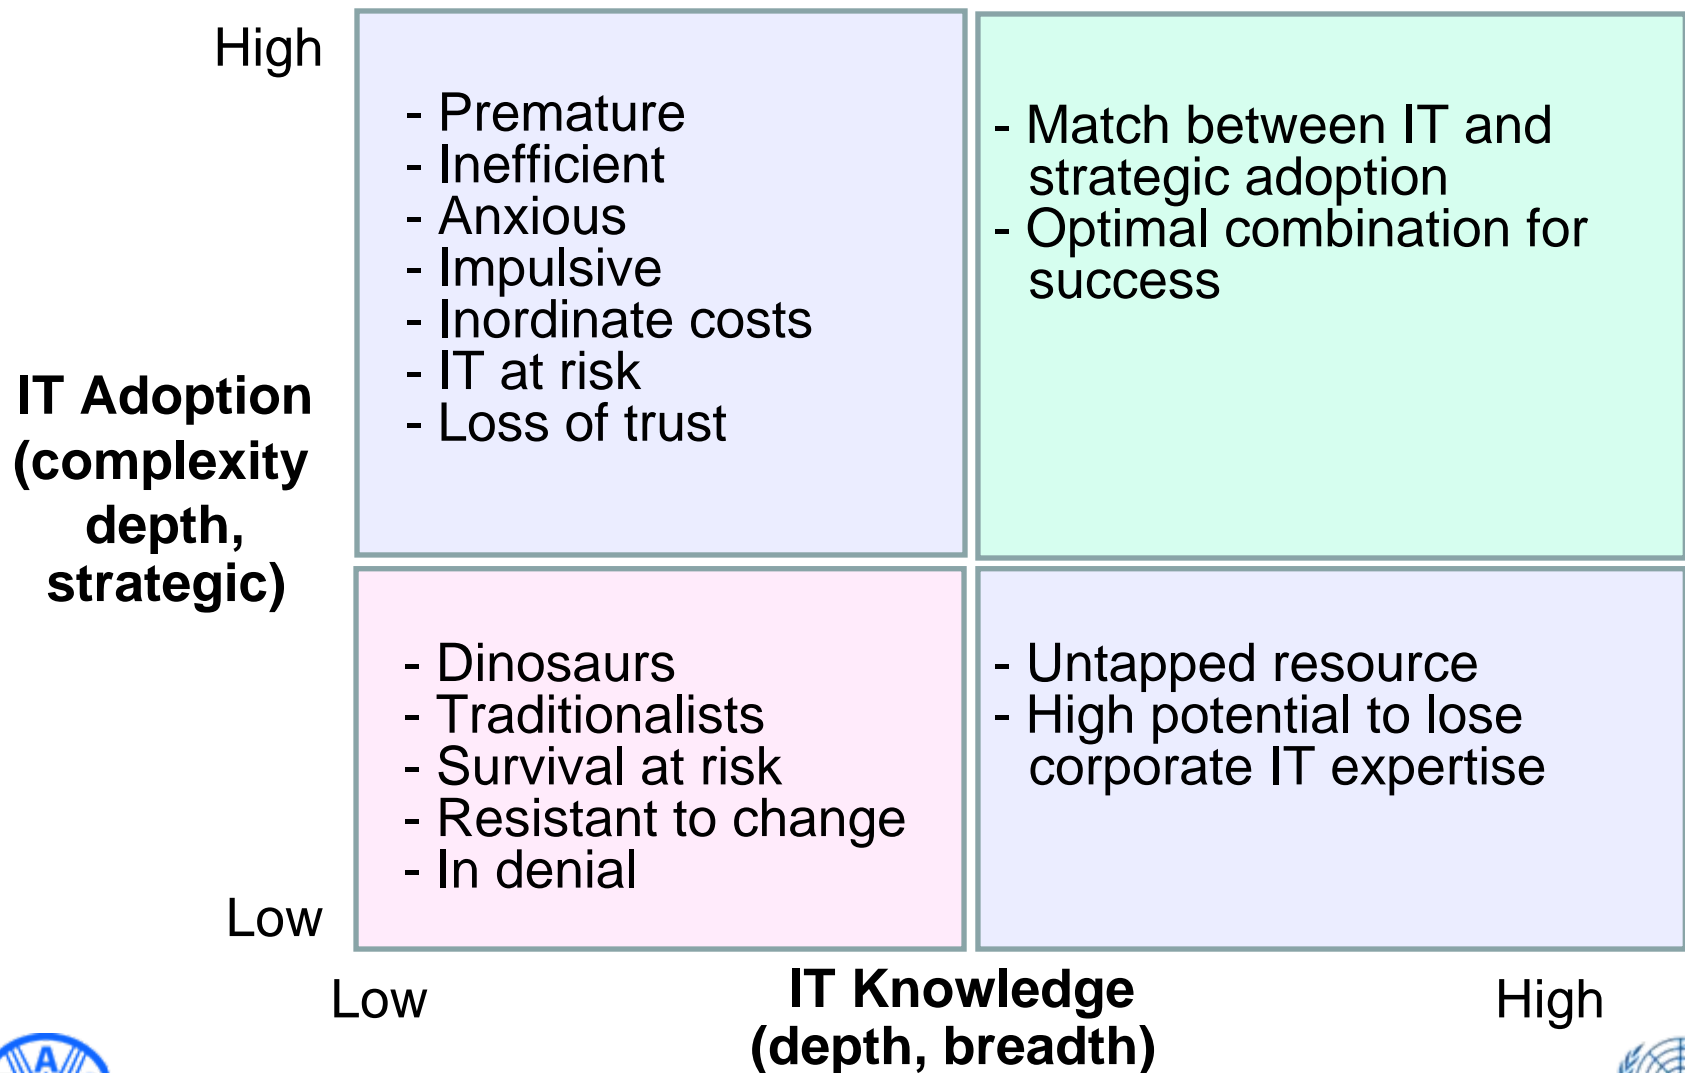 High
- Premature
- Inefficient
- Anxious
- Impulsive
- Inordinate costs
- IT at risk
- Loss of trust
- Match between IT and
strategic adoption
- Optimal combination for
success
IT Adoption
(complexity
depth,
strategic)
- Dinosaurs
- Traditionalists
- Survival at risk
- Resistant to change
- In denial
- Untapped resource
- High potential to lose
corporate IT expertise
Low
Low
IT Knowledge
(depth, breadth)
High
A